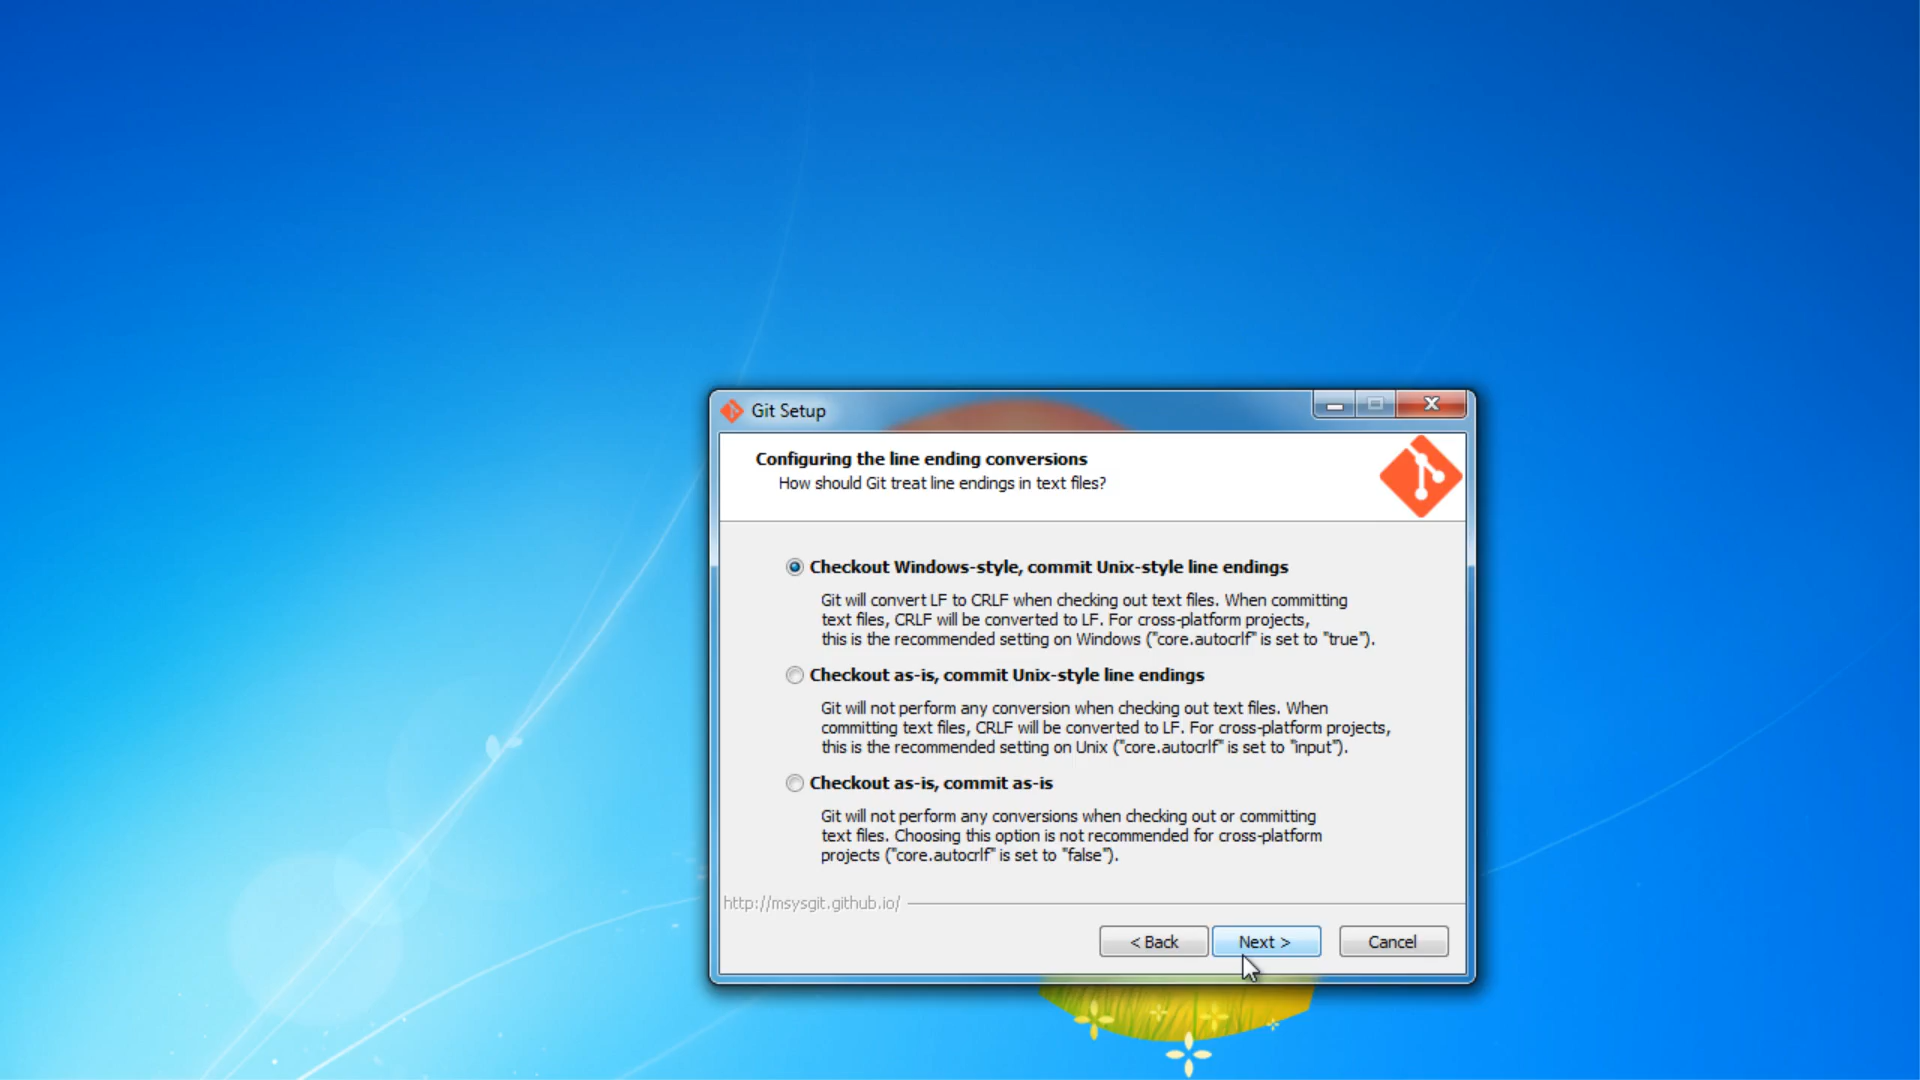 Git Setup
Configuring the line ending conversions
How should Git treat line endings in text files?
Checkout Windows-style, commit Unix-style line endings
Git will convert LF to CRLF when checking out text files. When committing
text files, CRLF will be converted to LF. For cross-platform projects,
this is the recommended setting on Windows ("core.autocrlf" is set to "true").
Checkout as-is, commit Unix-style line endings
Git will not perform any conversion when checking out text files. When
committing text files, CRLF will be converted to LF. For cross-platform projects,
this is the recommended setting on Unix ("core.autocrlf" is set to "input").
Checkout as-is, commit as-is
Git will not perform any conversions when checking out or committing
text files. Choosing this option is not recommended for cross-platform
projects ("core.autocrlf" is set to "false").
http://msysgit.github.io/
< Back Next > Cancel